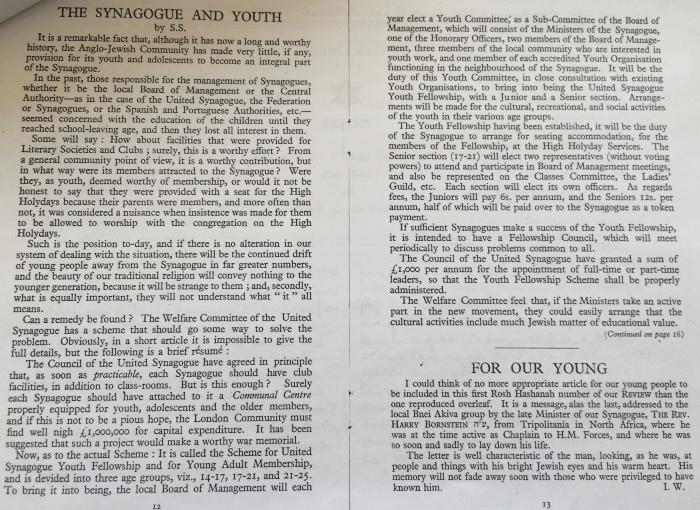 THE SYNAGOGUE AND YOUTH
by S.S.
It is a remarkable fact that, although it has now a long and worthy
history, the Anglo-Jewish Community has made very little, if any,
provision for its youth and adolescents to become an integral part
of the Synagogue.
In the past, those responsible for the management of Synagogues,
whether it be the local Board of Management or the Central
Authority—as in the case of the United Synagogue, the Federation
or Synagogues, or the Spanish and Portuguese Authorities, etc.—
seemed concerned with the education of the children until they
reached school-leaving age, and then they lost all interest in them.
Some will say : How about facilities that were provided for
Literary Societies and Clubs ; surely, this is a worthy effort ? From
a general community point of view, it is a worthy contribution, but
in what way were its members attracted to the Synagogue ? Were
they, as youth, deemed worthy of membership, or would it not be
honest to say that they were provided with a seat for the High
Holydays because their parents were members, and more often than
not, it was considered a nuisance when insistence was made for them
to be allowed to worship with the congregation on the High
Holydays.
Such is the position to-day, and if there is no alteration in our
system of dealing with the situation, there will be the continued drift
of young people away from the Synagogue in far greater numbers,
and the beauty of our traditional religion will convey nothing to the
younger generation, because it will be strange to them ; and, secondly,
what is equally important, they will not understand what " it " all
means.
Can a remedy be found ? The Welfare Committee of the United
Synagogue has a scheme that should go some way to solve the
problem. Obviously, in a short article it is impossible to give the
full details, but the following is a brief résumé :
The Council of the United Synagogue have agreed in principle
that, as soon as practicable, each Synagogue should have club
facilities, in addition to class-rooms. But is this enough ? Surely
each Synagogue should have attached to it a Communal Centre
properly equipped for youth, adolescents and the older members,
and if this is not to be a pious hope, the London Community must
find well nigh £1,000,000 for capital expenditure. It has been
suggested that such a project would make a worthy war memorial.
Now, as to the actual Scheme : It is called the Scheme for United
Synagogue Youth Fellowship and for Young Adult Membership,
and is devided into three age groups, viz., 14-17, 17-21, and 21-25.
To bring it into being, the local Board of Management will each
12
year elect a Youth Committee, as a Sub-Committee of the Board of
Management, which will consist of the Ministers of the Synagogue,
one of the Honorary Officers, two members of the Board of Manage-
ment, three members of the local community who are interested in
youth work, and one member of each accredited Youth Organisation
functioning in the neighbourhood of the Synagogue. It will be the
duty of this Youth Committee, in close consultation with existing
Youth Organisations, to bring into being the United Synagogue
Youth Fellowship, with a Junior and a Senior section. Arrange-
ments will be made for the cultural, recreational, and social activities
of the youth in their various age groups.
The Youth Fellowship having been established, it will be the duty
of the Synagogue to arrange for seating accommodation, for the
members of the Fellowship, at the High Holyday Services. The
Senior section (17-21) will elect two representatives (without voting
powers) to attend and participate in Board of Management meetings,
and also be represented on the Classes Committee, the Ladies'
Guild, etc. Each section will elect its own officers. As regards
fees, the Juniors will pay 6s. per annum, and the Seniors 12s. per
annum, half of which will be paid over to the Synagogue as a token
payment.
If sufficient Synagogues make a success of the Youth Fellowship,
it is intended to have a Fellowship Council, which will meet
periodically to discuss problems common to all.
The Council of the United Synagogue have granted a sum of
£1,000 per annum for the appointment of full-time or part-time
leaders, so that the Youth Fellowship Scheme shall be properly
administered.
The Welfare Committee feel that, if the Ministers take an active
part in the new movement, they could easily arrange that the
cultural activities include much Jewish matter of educational value.
(Continued on page 16)
FOR OUR YOUNG
I could think of no more appropriate article for our young people to
be included in this first Rosh Hashanah number of our REVIEW than the
one reproduced overleaf. It is a message, as the last, addressed to the
local Bnei Akiva group by the late Minister of our Synagogue, THE REV.
HARRY BORNSTEIN from Tripolitania in North Africa, where he
was at the time active as Chaplain to H.M. Forces, and where he was
so soon and sadly to lay down his life.
The letter is well characteristic of the man, looking, as he was, at
people and things with his bright Jewish eyes and his warm heart. His
memory will not fade away soon with those who were privileged to have
known him. I. W.
13